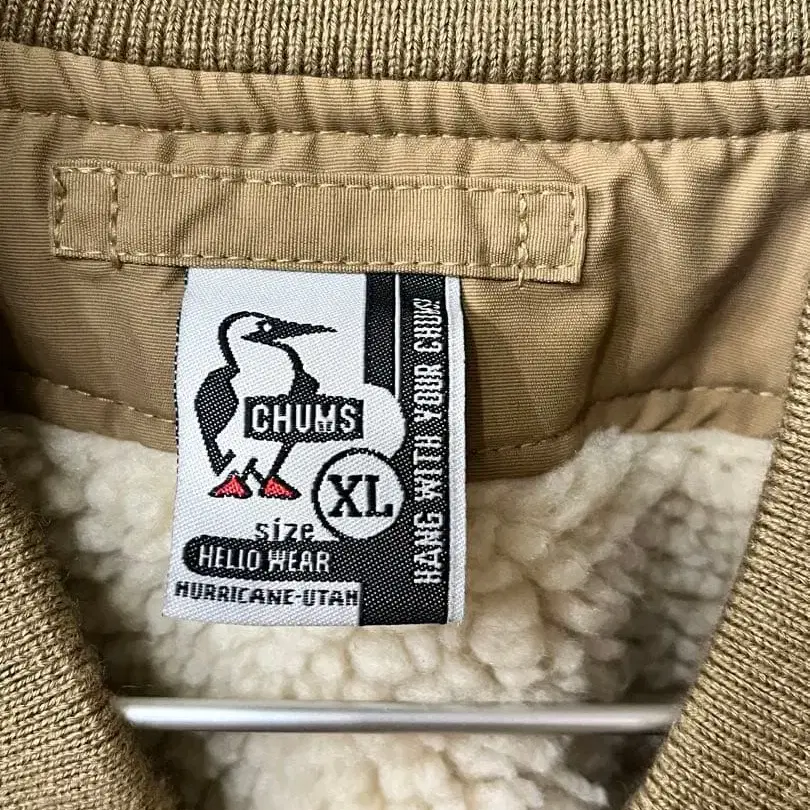 CHUMS
XL
size
HELLO WEAR
HURRICANE-UTAH
HANG WITH YOUR CHUMS